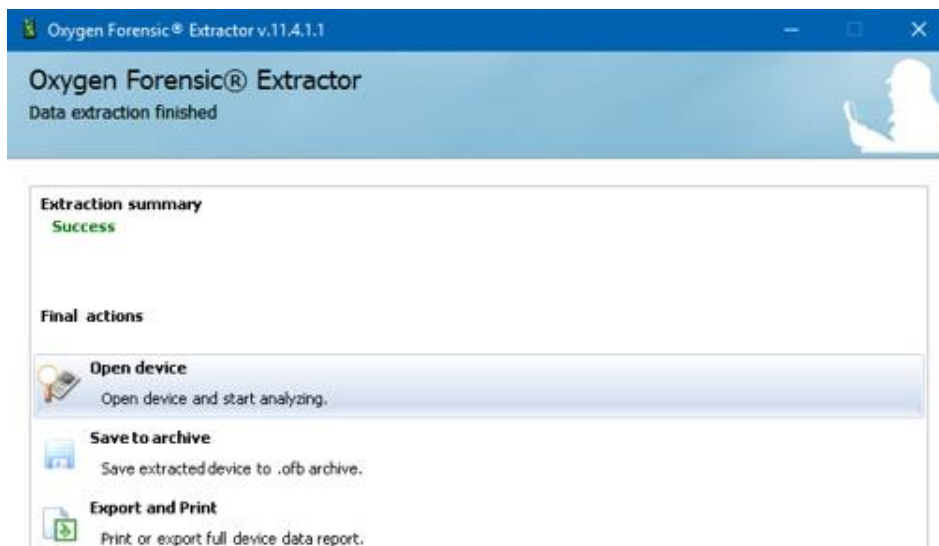 Oxygen Forensic® Extractor v.11.4.1.1
Oxygen Forensic® Extractor
Data extraction finished
Extraction summary
Success
Final actions
Open device
Open device and start analyzing.
Save to archive
Save extracted device to .ofb archive.
Export and Print
Print or export full device data report.